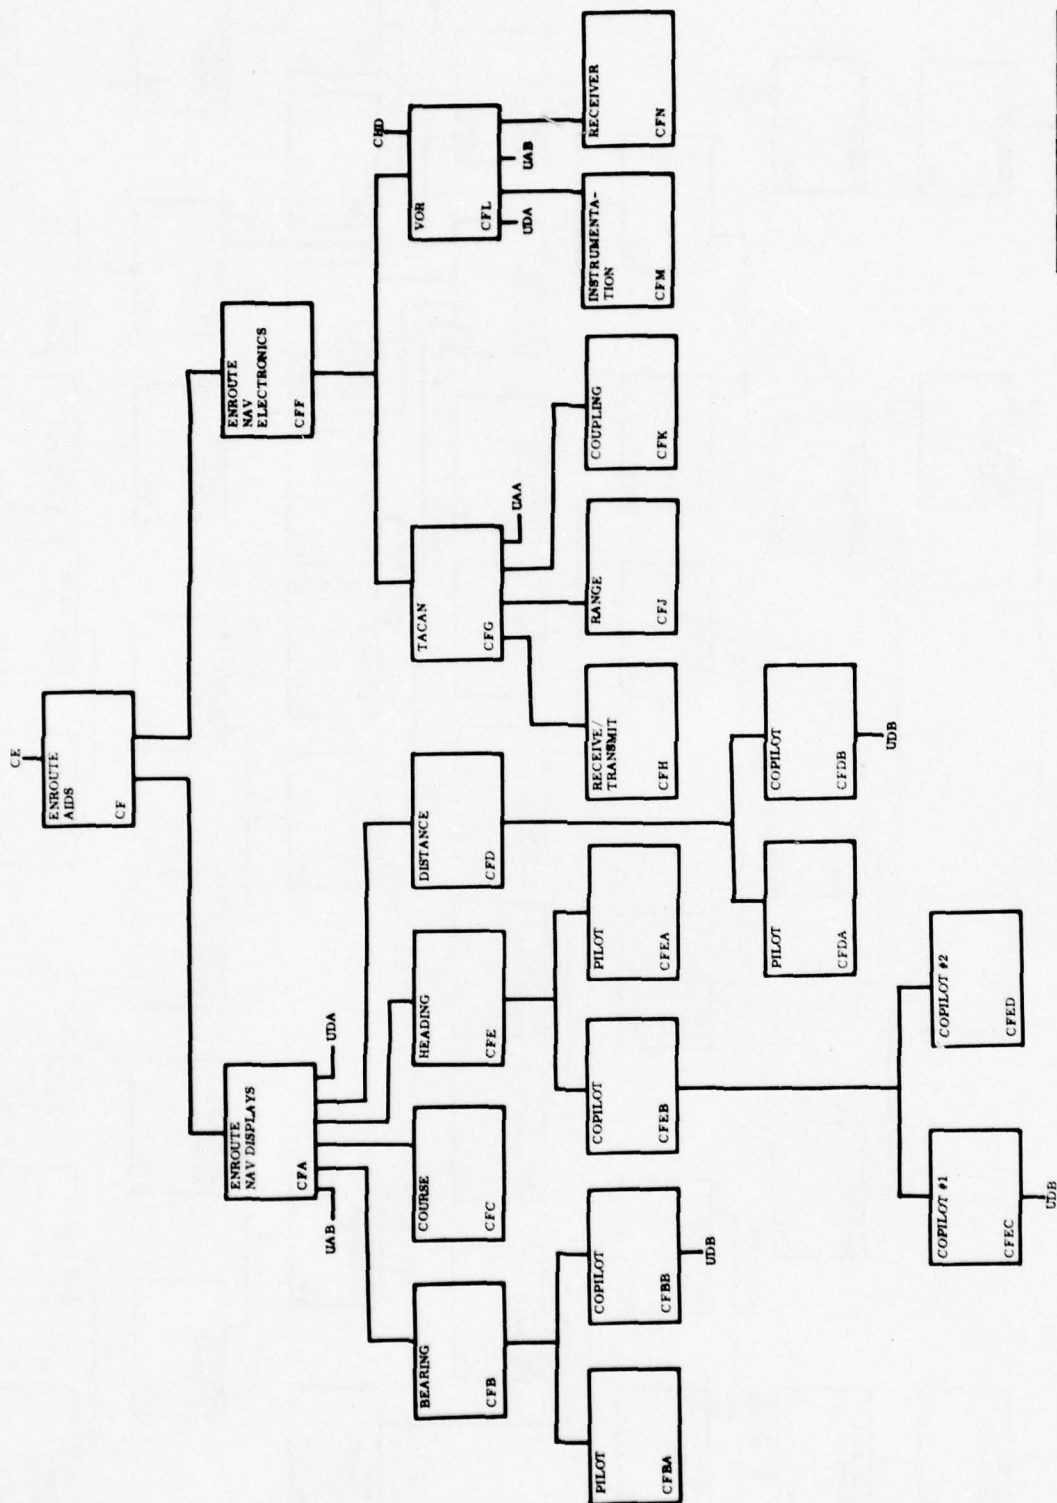 CE
ENROUTE
AIDS
CF
ENROUTE
NAV DISPLAYS
CFA
UAB
UDA
ENROUTE
NAV
ELECTRONICS
CFF
BEARING
CFB
COURSE
CFC
HEADING
CFE
DISTANCE
CFD
TACAN
CFG
UAA
CHD
VOR
CFL
UDA
UAB
PILOT
CFBA
COPILOT
CFBB
UDB
COPILOT
CFEB
PILOT
CFEA
RECEIVE/
TRANSMIT
CFH
RANGE
CFJ
COUPLING
CFK
INSTRUMENTA-
TION
CFM
RECEIVER
CFN
PILOT
CFDA
COPILOT
CFDB
UDB
COPILOT #1
CFEC
UDB
COPILOT #2
CFED